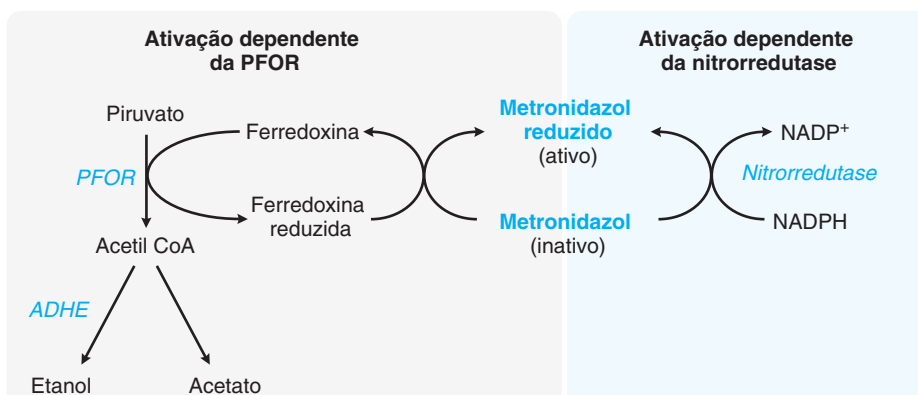 Ativação dependente
da PFOR
Ativação dependente
da nitrorredutase
Piruvato
Ferredoxina
Metronidazol
reduzido
(ativo)
NADP⁺
PFOR
Nitrorredutase
Ferredoxina
reduzida
Metronidazol
(inativo)
NADPH
Acetil CoA
ADHE
Etanol
Acetato